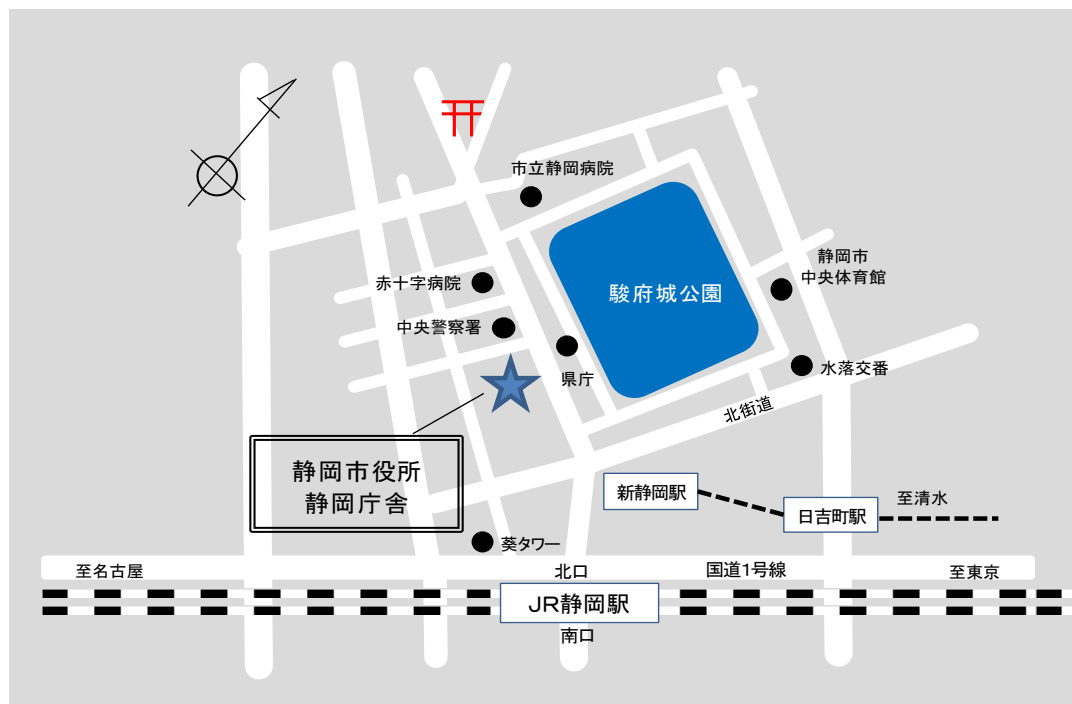 市立静岡病院
静岡市
中央体育館
赤十字病院
駿府城公園
中央警察署
県庁
水落交番
北街道
静岡市役所
静岡庁舎
新静岡駅
至清水
日吉町駅
葵タワー
至名古屋
北口
国道1号線
至東京
JR静岡駅
南口